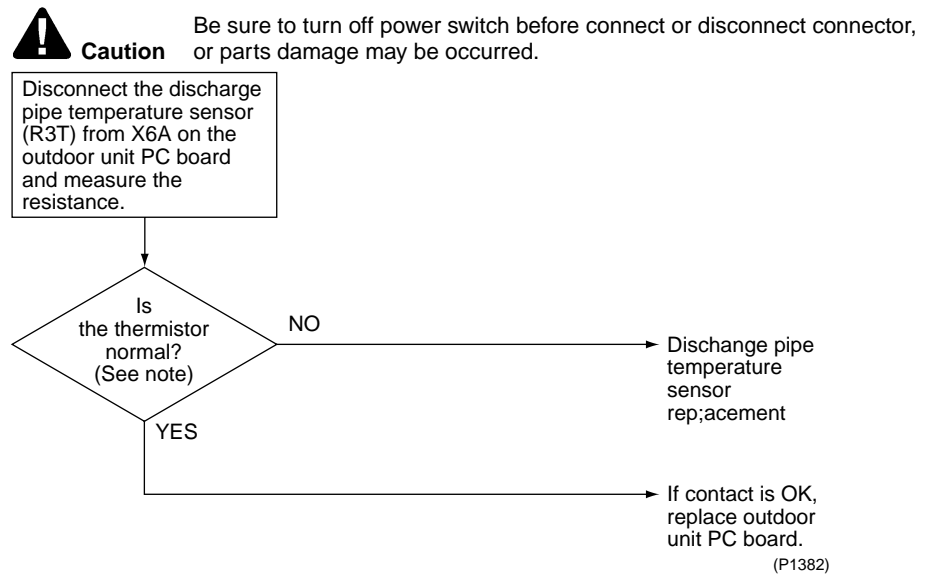 Be sure to turn off power switch before connect or disconnect connector,
Caution or parts damage may be occurred.
Disconnect the discharge
pipe temperature sensor
(R3T) from X6A on the
outdoor unit PC board
and measure the
resistance.
Is
the thermistor
normal?
(See note)
NO
Dischange pipe
temperature
sensor
rep;acement
YES
If contact is OK,
replace outdoor
unit PC board.
(P1382)